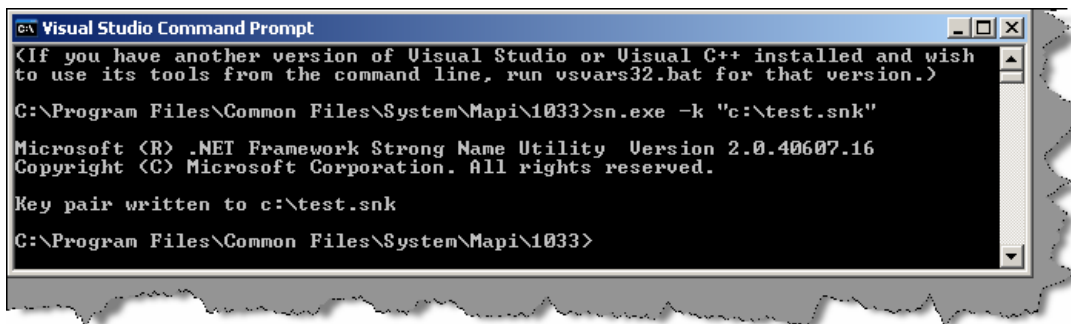 Visual Studio Command Prompt
(If you have another version of Visual Studio or Visual C++ installed and wish
to use its tools from the command line, run vsvars32.bat for that version.)
C:\Program Files\Common Files\System\Mapi\1033>sn.exe -k "c:\test.snk"
Microsoft (R) .NET Framework Strong Name Utility  Version 2.0.40607.16
Copyright (C) Microsoft Corporation. All rights reserved.
Key pair written to c:\test.snk
C:\Program Files\Common Files\System\Mapi\1033>